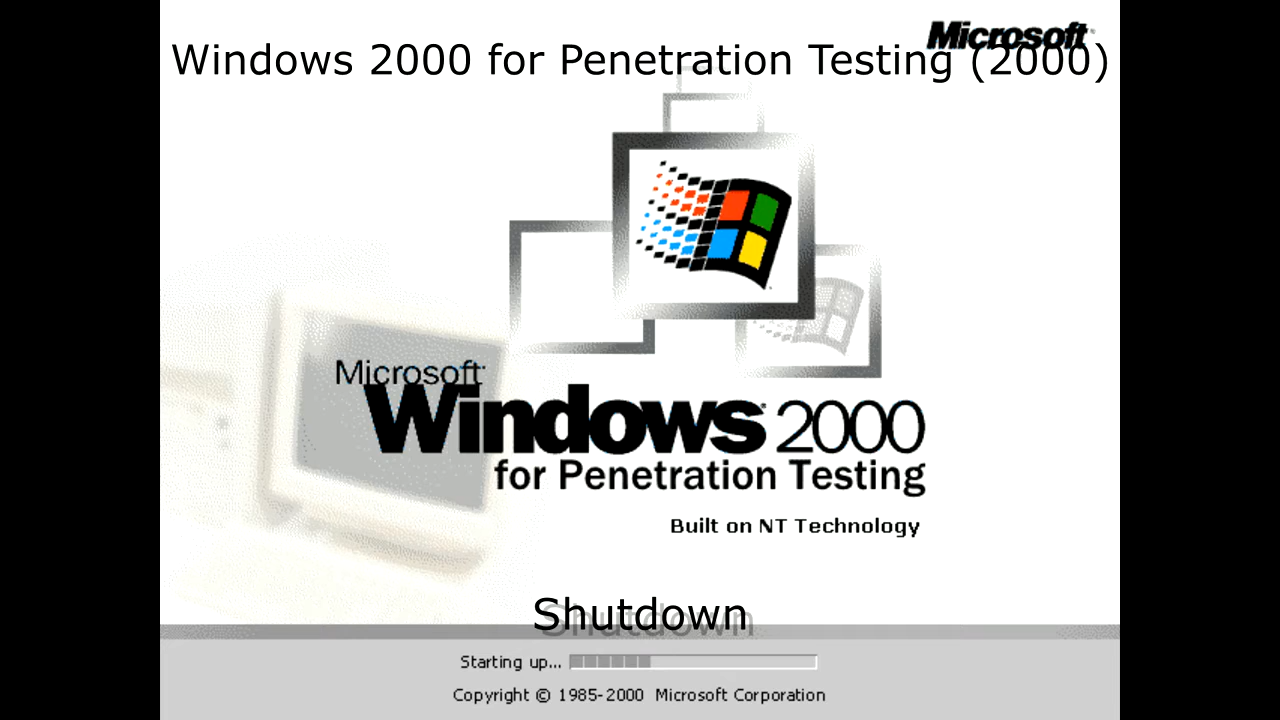 Microsoft
Windows 2000 for Penetration Testing (2000)
Microsoft
Windows 2000
for Penetration Testing
Built on NT Technology
Shutdown
Starting up...
Copyright © 1985-2000 Microsoft Corporation